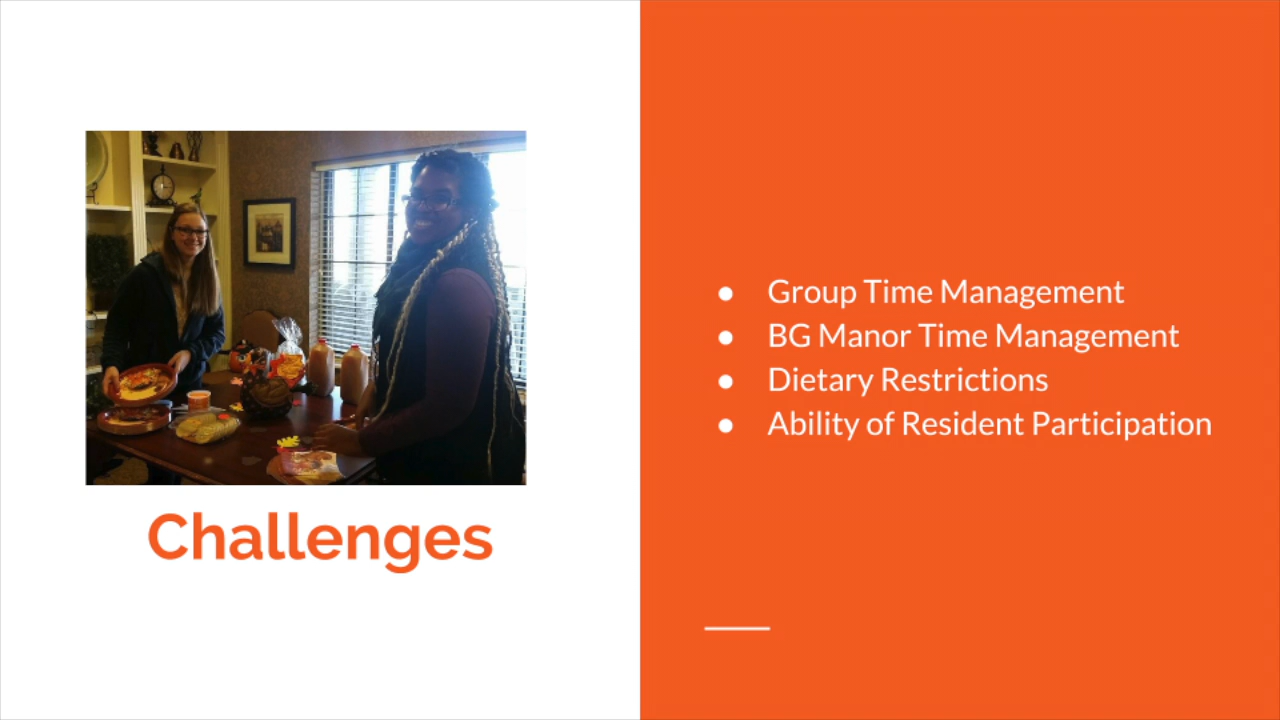 Challenges
● Group Time Management
● BG Manor Time Management
● Dietary Restrictions
● Ability of Resident Participation